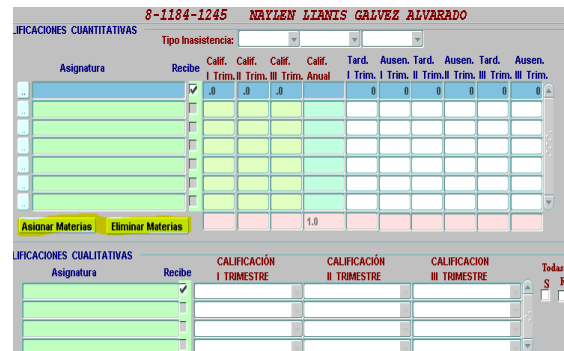 8-1184-1245 NAYLEN LIANIS GALVEZ ALVARADO
LIFICACIONES CUANTITATIVAS
Tipo Inasistencia:
Asignatura Recibe Calif. I Trim. Calif. II Trim. Calif. III Trim. Calif. Anual Tard. I Trim. Ausen. I Trim. Tard. II Trim. Ausen. II Trim. Tard. III Trim. Ausen. III Trim.
.. .0 .0 .0 0 0 0 0 0 0
..
..
..
..
..
..
Asignar Materias Eliminar Materias 1.0
LIFICACIONES CUALITATIVAS
Asignatura Recibe CALIFICACIÓN I TRIMESTRE CALIFICACIÓN II TRIMESTRE CALIFICACION III TRIMESTRE Todas
S